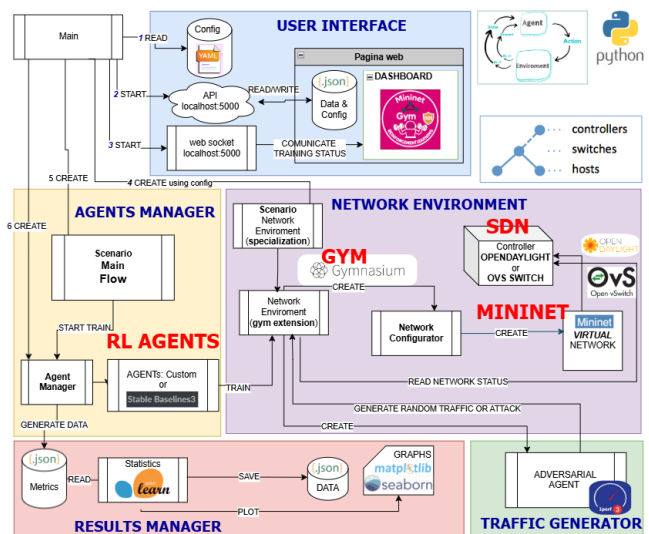 Main
1 READ
Config
YAML
USER INTERFACE
Pagina web
2 START
API
localhost:5000
READ/WRITE
{.json}
Data &
Config
DASHBOARD
Mininet
Gym
3 START
web socket
localhost:5000
COMUNICATE
TRAINING STATUS
Agent
Action
Enviroment
python
controllers
switches
hosts
5 CREATE
4 CREATE using config
6 CREATE
AGENTS MANAGER
Scenario
Main
Flow
START TRAIN
RL AGENTS
Agent
Manager
AGENTs: Custom
or
Stable Baselines3
TRAIN
GENERATE DATA
NETWORK ENVIRONMENT
Scenario
Network
Enviroment
(specialization)
GYM
Gymnasium
CREATE
Network
Enviroment
(gym extension)
Network
Configurator
SDN
Controller
OPENDAYLIGHT
or
OVS SWITCH
OPEN
DAYLIGHT
OvS
Open vSwitch
MININET
CREATE
Mininet
VIRTUAL
NETWORK
READ NETWORK STATUS
GENERATE RANDOM TRAFFIC OR ATTACK
CREATE
{.json}
Metrics
READ
Statistics
learn
SAVE
{.json}
DATA
PLOT
GRAPHS
matplotlib
seaborn
RESULTS MANAGER
ADVERSARIAL
AGENT
iperf 3
TRAFFIC GENERATOR